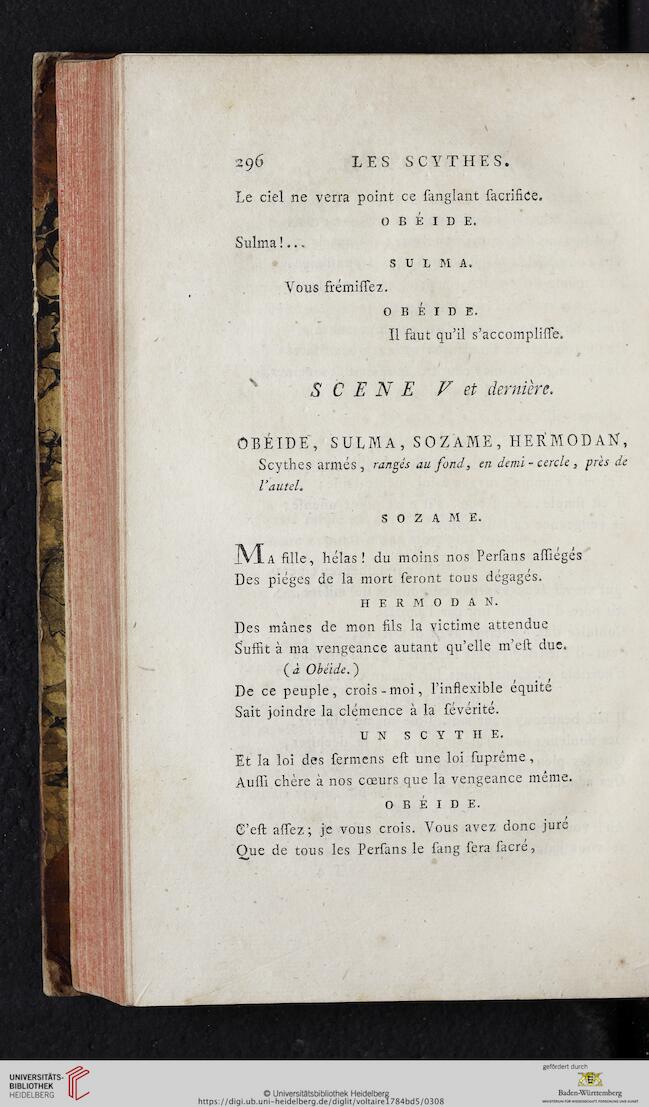 296 LES SCYTHES.
Le ciel ne verra point ce ſanglant ſacrifice.
OBÉIDE.
Sulma!...
SULMA.
Vous frémiſſez.
OBÉIDE.
Il faut qu'il s'accompliſſe.
SCENE V et dernière.
OBÉIDE, SULMA, SOZAME, HERMODAN,
Scythes armés, rangés au fond, en demi-cercle, près de
l'autel.
SOZAME.
MA fille, hélas! du moins nos Perſans aſſiégés
Des piéges de la mort ſeront tous dégagés.
HERMODAN.
Des mânes de mon fils la victime attendue
Suffit à ma vengeance autant qu'elle m'eſt due.
(à Obéide.)
De ce peuple, crois-moi, l'inflexible équité
Sait joindre la clémence à la ſévérité.
UN SCYTHE.
Et la loi des ſermens eſt une loi ſuprême,
Auſſi chère à nos cœurs que la vengeance même.
OBÉIDE.
C'eſt aſſez; je vous crois. Vous avez donc juré
Que de tous les Perſans le ſang ſera ſacré,
UNIVERSITÄTS-
BIBLIOTHEK
HEIDELBERG
© Universitätsbibliothek Heidelberg
https://digi.ub.uni-heidelberg.de/diglit/voltaire1784bd5/0308
gefördert durch
Baden-Württemberg
MINISTERIUM FÜR WISSENSCHAFT, FORSCHUNG UND KUNST